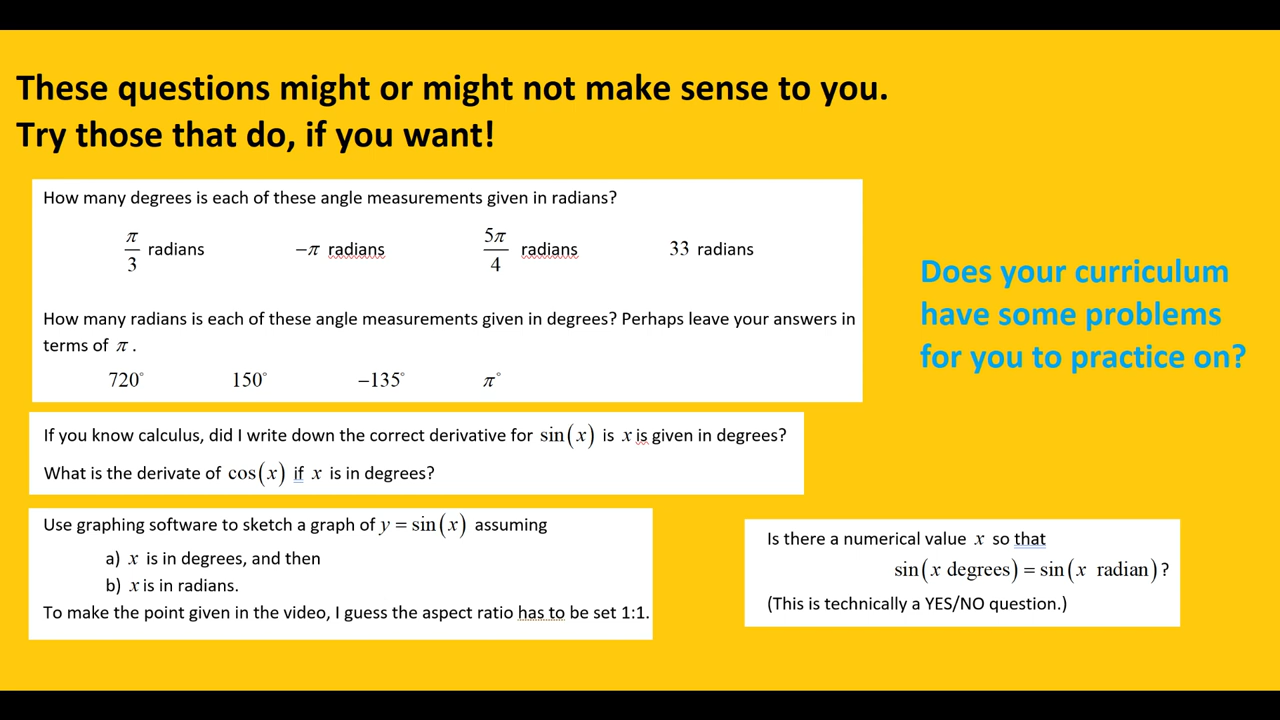 These questions might or might not make sense to you.
Try those that do, if you want!
How many degrees is each of these angle measurements given in radians?
π/3 radians −π radians 5π/4 radians 33 radians
How many radians is each of these angle measurements given in degrees? Perhaps leave your answers in
terms of π.
720° 150° −135° π°
Does your curriculum
have some problems
for you to practice on?
If you know calculus, did I write down the correct derivative for sin(x) is x is given in degrees?
What is the derivate of cos(x) if x is in degrees?
Use graphing software to sketch a graph of y = sin(x) assuming
a) x is in degrees, and then
b) x is in radians.
To make the point given in the video, I guess the aspect ratio has to be set 1:1.
Is there a numerical value x so that
sin(x degrees) = sin(x radian)?
(This is technically a YES/NO question.)